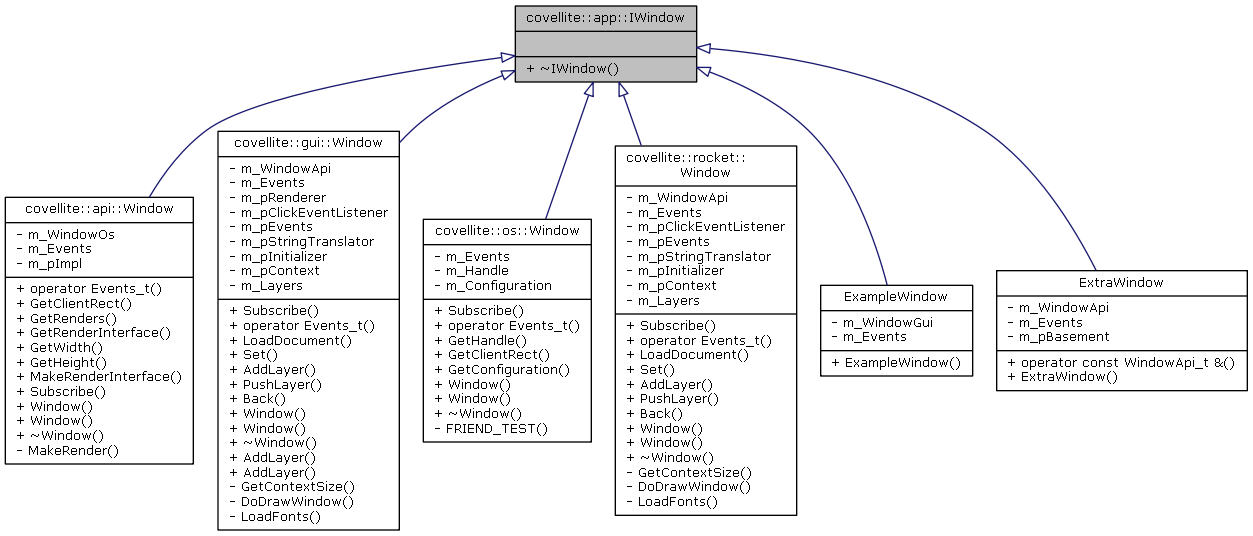 covellite::app::IWindow
+ ~IWindow()
covellite::api::Window
- m_WindowOs
- m_Events
- m_pImpl
+ operator Events_t()
+ GetClientRect()
+ GetRenders()
+ GetRenderInterface()
+ GetWidth()
+ GetHeight()
+ MakeRenderInterface()
+ Subscribe()
+ Window()
+ Window()
+ ~Window()
- MakeRender()
covellite::gui::Window
- m_WindowApi
- m_Events
- m_pRenderer
- m_pClickEventListener
- m_pEvents
- m_pStringTranslator
- m_pInitializer
- m_pContext
- m_Layers
+ Subscribe()
+ operator Events_t()
+ LoadDocument()
+ Set()
+ AddLayer()
+ PushLayer()
+ Back()
+ Window()
+ Window()
+ ~Window()
+ AddLayer()
+ AddLayer()
- GetContextSize()
- DoDrawWindow()
- LoadFonts()
covellite::os::Window
- m_Events
- m_Handle
- m_Configuration
+ Subscribe()
+ operator Events_t()
+ GetHandle()
+ GetClientRect()
+ GetConfiguration()
+ Window()
+ Window()
+ ~Window()
- FRIEND_TEST()
covellite::rocket::
Window
- m_WindowApi
- m_Events
- m_pClickEventListener
- m_pEvents
- m_pStringTranslator
- m_pInitializer
- m_pContext
- m_Layers
+ Subscribe()
+ operator Events_t()
+ LoadDocument()
+ Set()
+ AddLayer()
+ PushLayer()
+ Back()
+ Window()
+ Window()
+ ~Window()
- GetContextSize()
- DoDrawWindow()
- LoadFonts()
ExampleWindow
- m_WindowGui
- m_Events
+ ExampleWindow()
ExtraWindow
- m_WindowApi
- m_Events
- m_pBasement
+ operator const WindowApi_t &()
+ ExtraWindow()